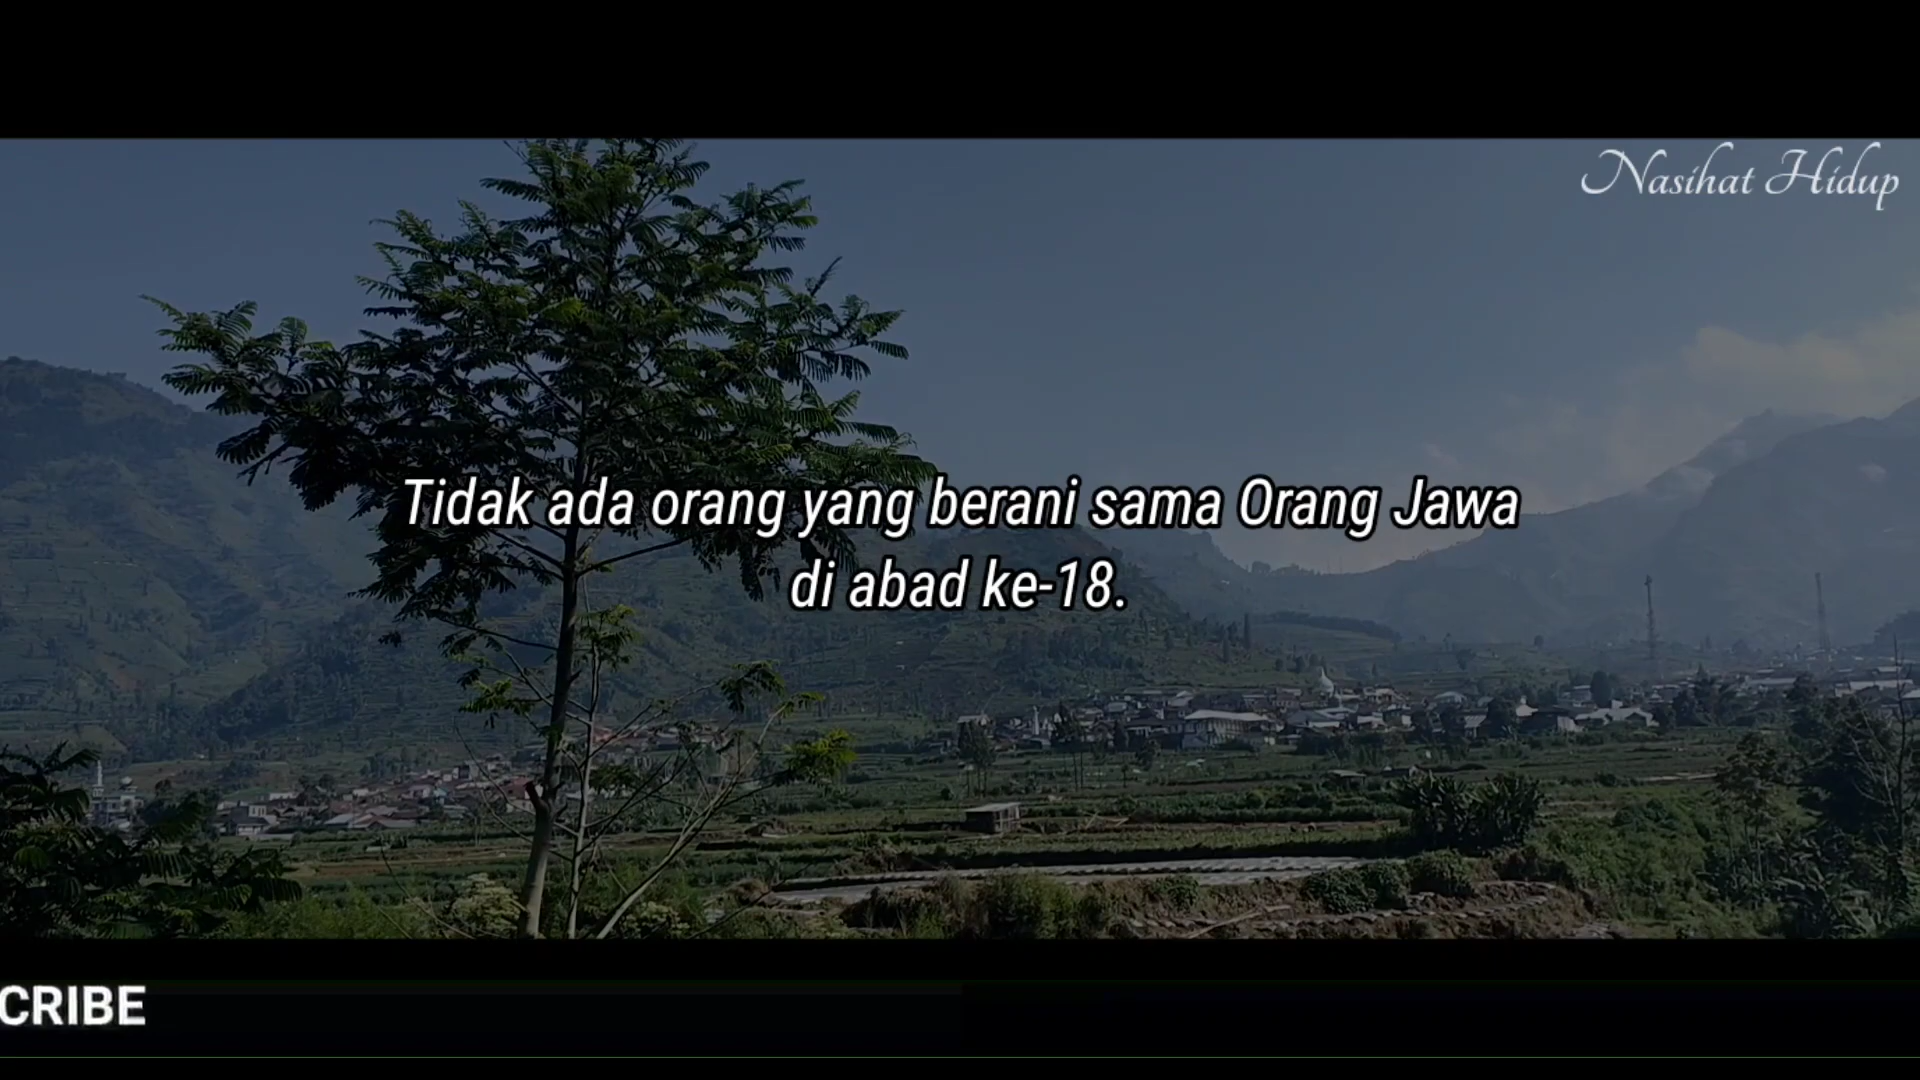 Nasihat Hidup
Tidak ada orang yang berani sama Orang Jawa
di abad ke-18.
CRIBE